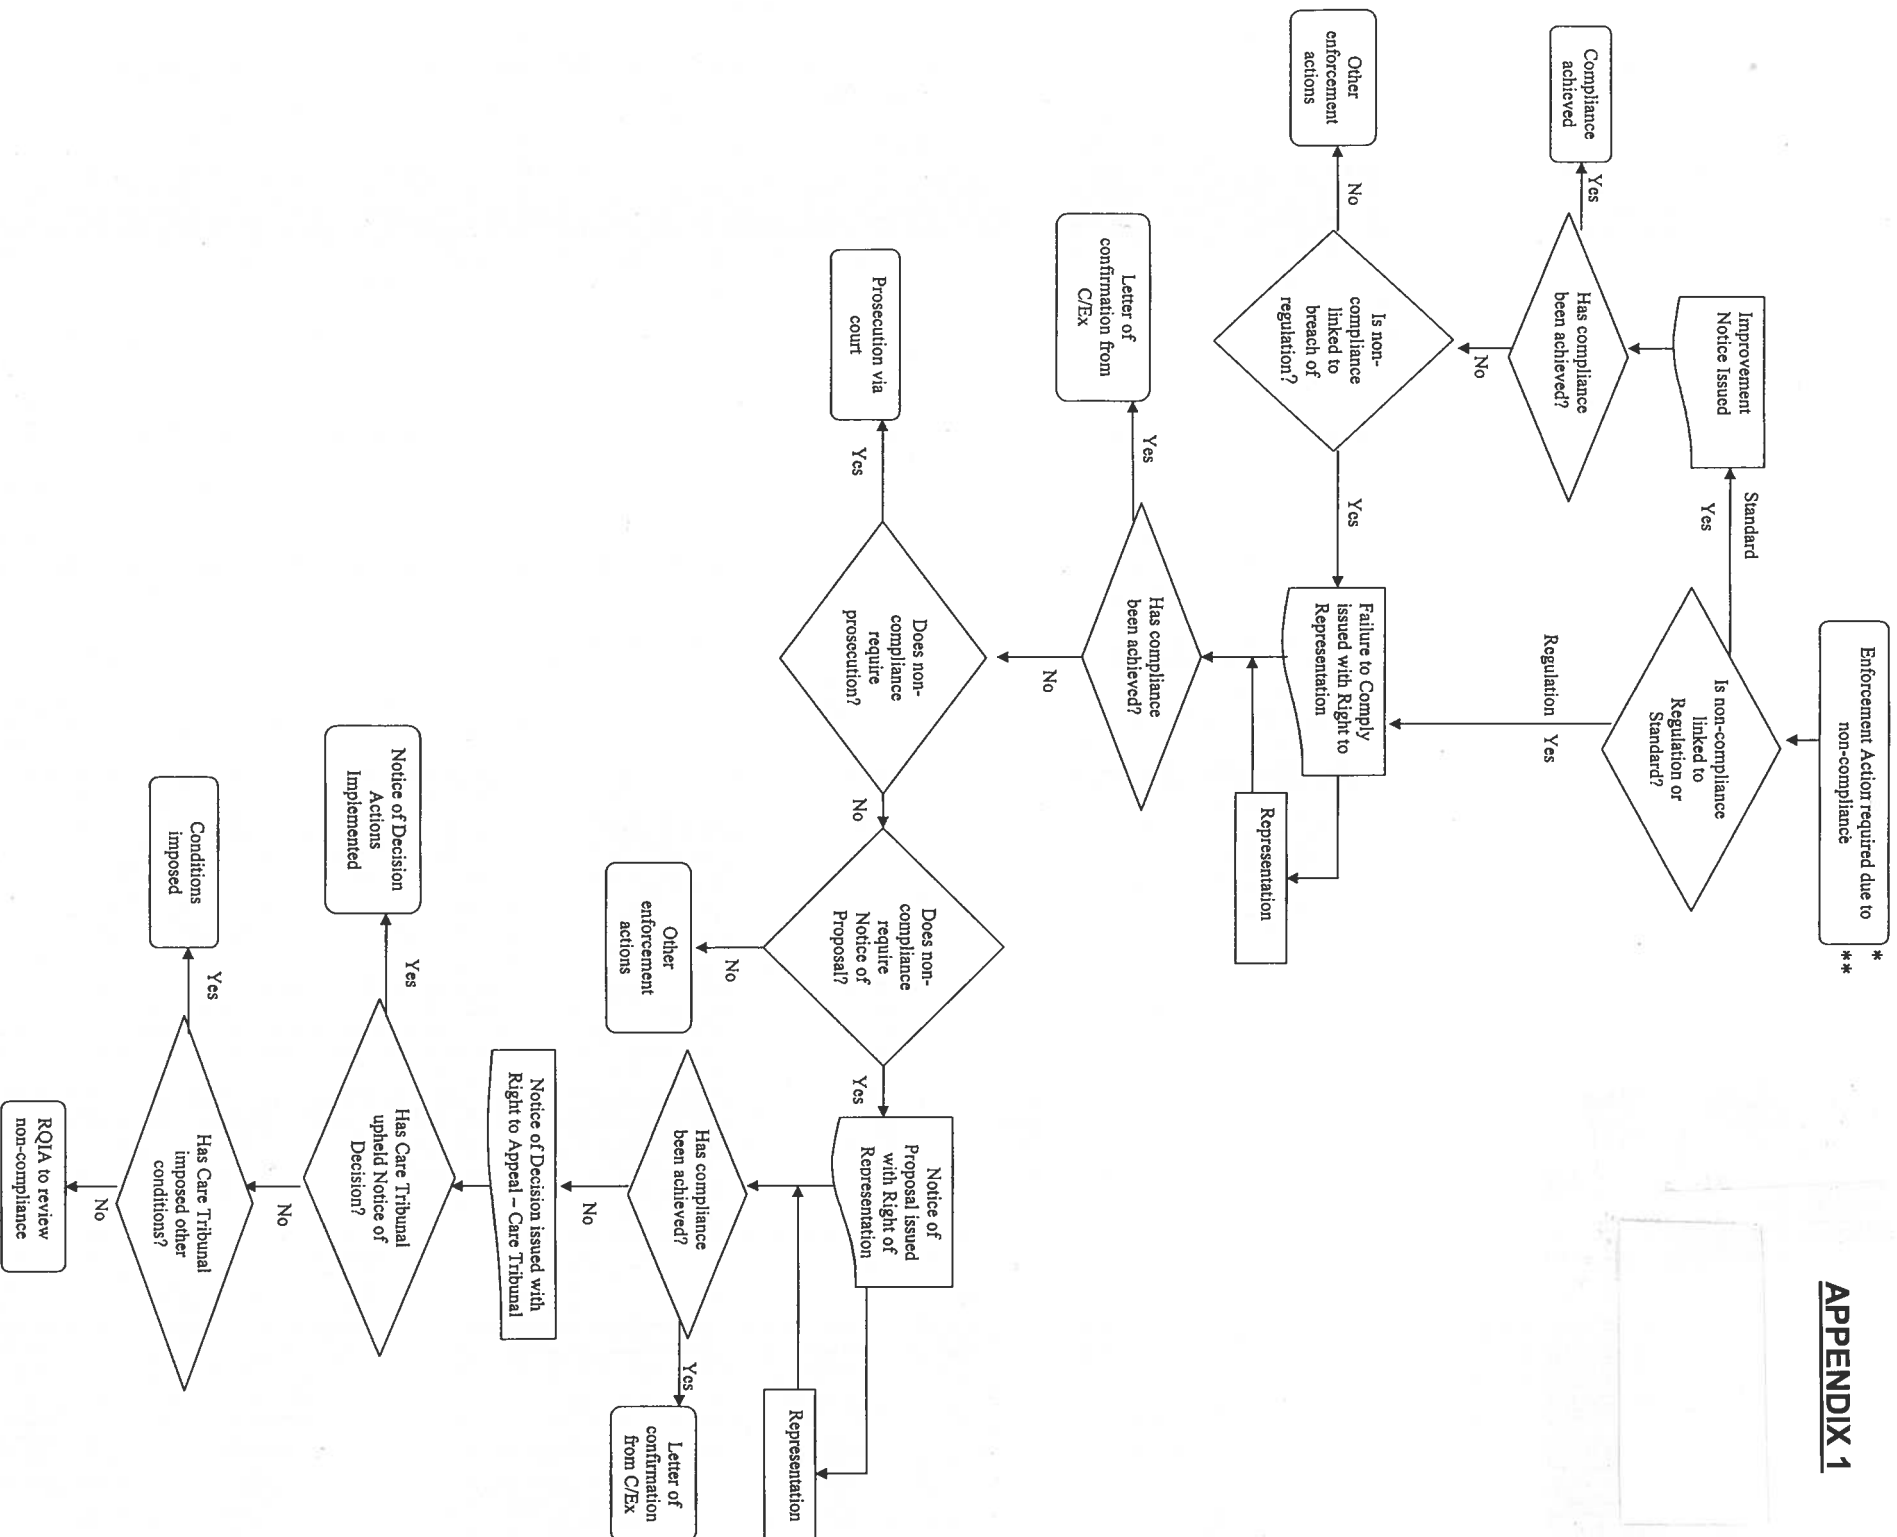 APPENDIX 1
Enforcement Action required due to
non-compliance
*
**
Is non-compliance
linked to
Regulation or
Standard?
Standard
Yes
Regulation Yes
Improvement
Notice Issued
Has compliance
been achieved?
Yes
Compliance
achieved
No
Is non-
compliance
linked to
breach of
regulation?
No
Other
enforcement
actions
Yes
Failure to Comply
issued with Right to
Representation
Representation
Has compliance
been achieved?
Yes
Letter of
confirmation from
C/Ex
No
Does non-
compliance
require
prosecution?
Yes
Prosecution via
court
No
Does non-
compliance
require
Notice of
Proposal?
No
Other
enforcement
actions
Yes
Notice of
Proposal issued
with Right of
Representation
Representation
Has compliance
been achieved?
Yes
Letter of
confirmation
from C/Ex
No
Notice of Decision issued with
Right to Appeal – Care Tribunal
Has Care Tribunal
upheld Notice of
Decision?
Yes
Notice of Decision
Actions
Implemented
No
Has Care Tribunal
imposed other
conditions?
Yes
Conditions
imposed
No
RQIA to review
non-compliance